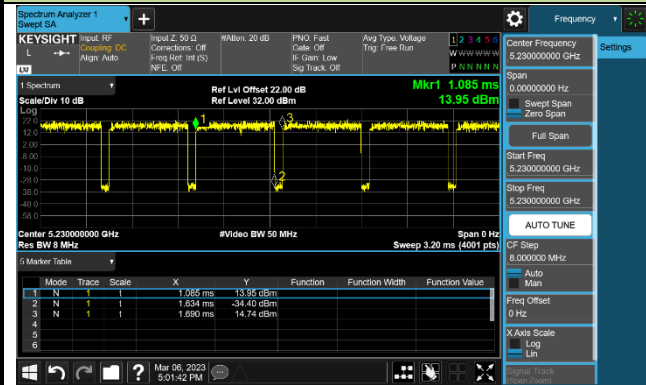 Spectrum Analyzer 1
Swept SA
Frequency
KEYSIGHT
L
LXI
Input: RF
Coupling: DC
Align: Auto
Input Z: 50 Ω
Corrections: Off
Freq Ref: Int (S)
NFE: Off
#Atten: 20 dB
PNO: Fast
Gate: Off
IF Gain: Low
Sig Track: Off
Avg Type: Voltage
Trig: Free Run
1 2 3 4 5 6
W W W W W W
P N N N N N
1 Spectrum
Scale/Div 10 dB
Ref Lvl Offset 22.00 dB
Ref Level 32.00 dBm
Mkr1 1.085 ms
13.95 dBm
Log
22.0
12.0
2.00
-8.00
-18.0
-28.0
-38.0
-48.0
-58.0
1
3
2
Center 5.230000000 GHz
Res BW 8 MHz
#Video BW 50 MHz
Span 0 Hz
Sweep 3.20 ms (4001 pts)
5 Marker Table
Mode Trace Scale X Y Function Function Width Function Value
1 N 1 t 1.085 ms 13.95 dBm
2 N 1 t 1.634 ms -34.40 dBm
3 N 1 t 1.690 ms 14.74 dBm
4
5
6
Mar 06, 2023
5:01:42 PM
Settings
Center Frequency
5.230000000 GHz
Span
0.00000000 Hz
Swept Span
Zero Span
Full Span
Start Freq
5.230000000 GHz
Stop Freq
5.230000000 GHz
AUTO TUNE
CF Step
8.000000 MHz
Auto
Man
Freq Offset
0 Hz
X Axis Scale
Log
Lin
Signal Track
(Span Zoom)